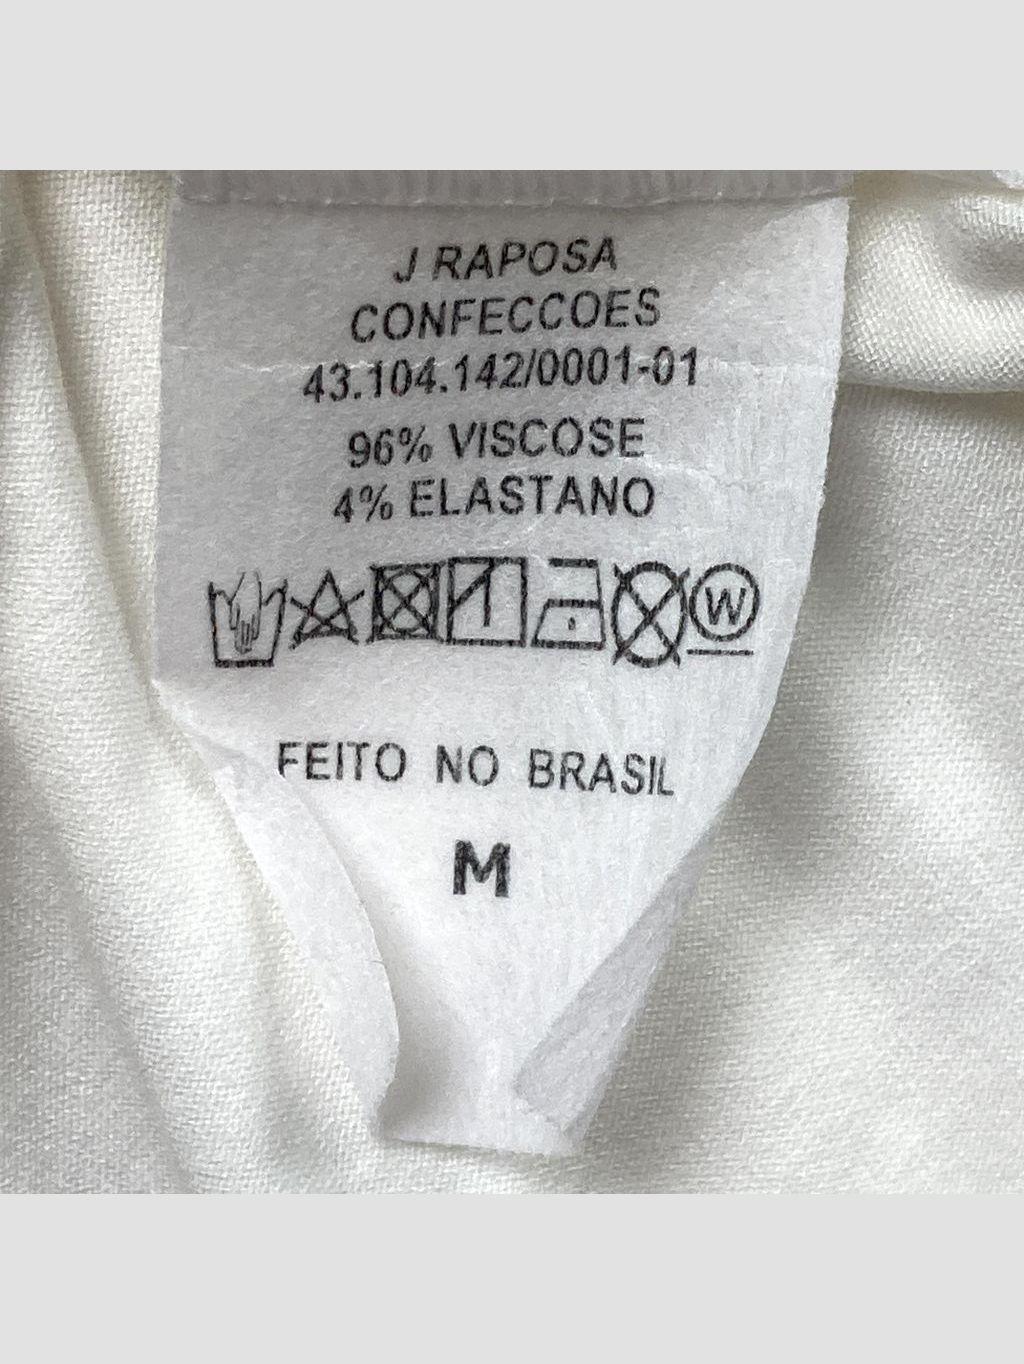 J RAPOSA
CONFECCOES
43.104.142/0001-01
96% VISCOSE
4% ELASTANO
W
FEITO NO BRASIL
M